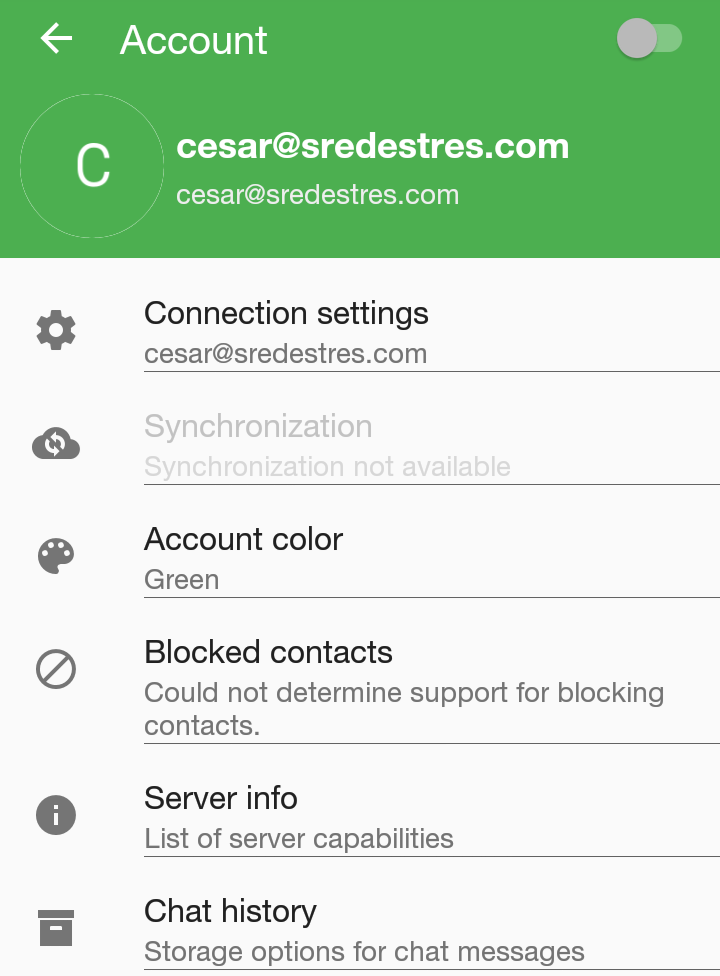 Account
C
cesar@sredestres.com
cesar@sredestres.com
Connection settings
cesar@sredestres.com
Synchronization
Synchronization not available
Account color
Green
Blocked contacts
Could not determine support for blocking
contacts.
Server info
List of server capabilities
Chat history
Storage options for chat messages